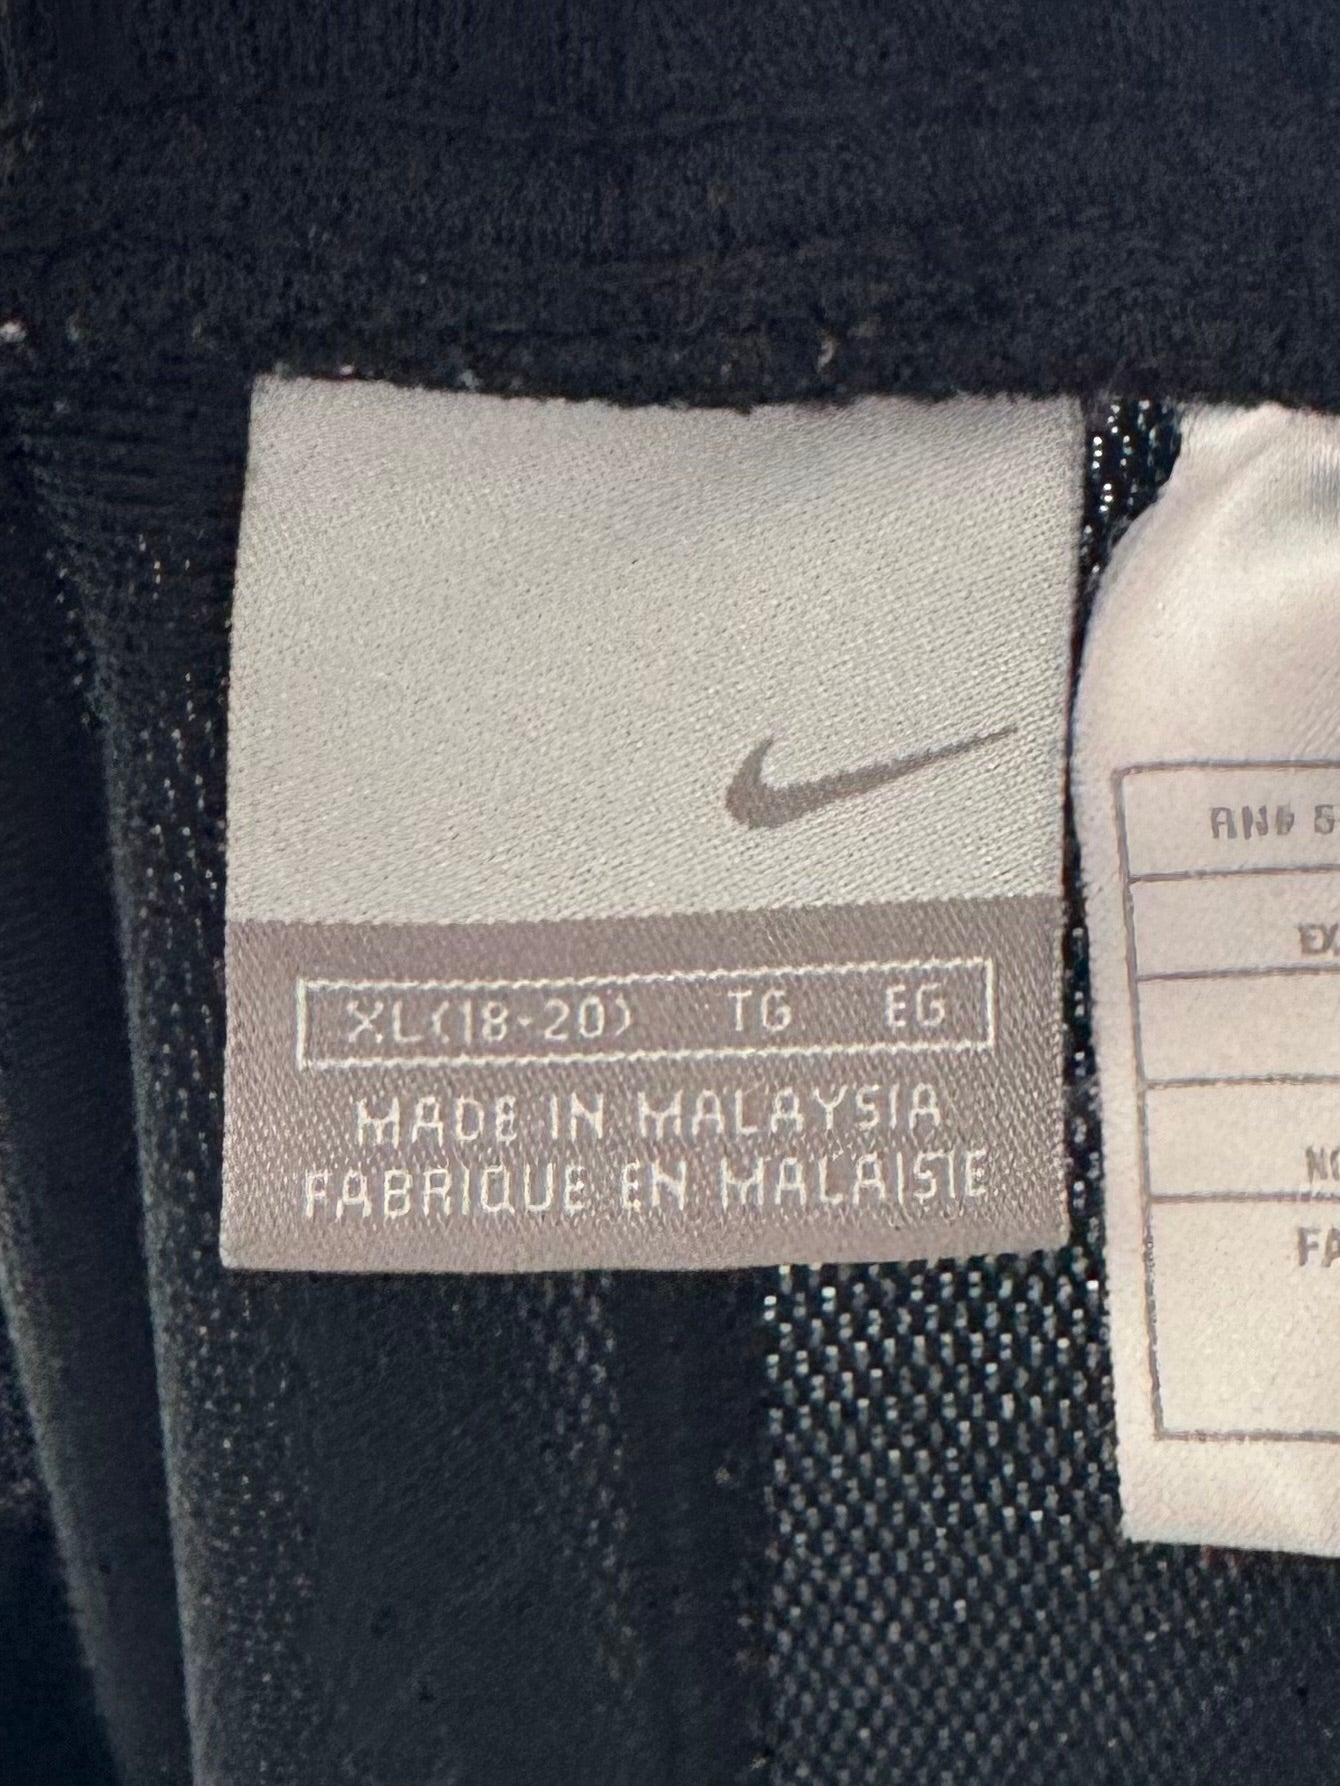 XL(18-20) TG EG
MADE IN MALAYSIA
FABRIQUE EN MALAISIE